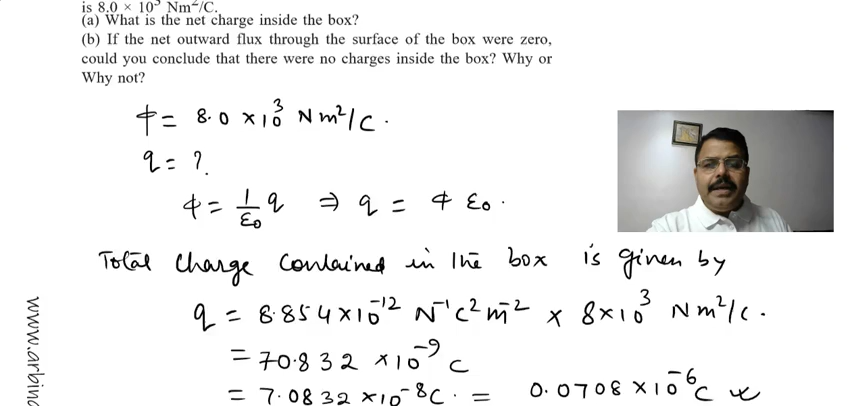 is 8.0 × 10³ Nm²/C.
(a) What is the net charge inside the box?
(b) If the net outward flux through the surface of the box were zero,
could you conclude that there were no charges inside the box? Why or
Why not?
ϕ = 8.0 × 10³ Nm²/C.
q = ?.
ϕ = 1/ε₀ q ⇒ q = ϕ ε₀.
Total charge contained in the box is given by
q = 8.854×10⁻¹² N⁻¹C²m⁻² × 8×10³ Nm²/C.
= 70.832 ×10⁻⁹ C
= 7.0832 ×10⁻⁸C. = 0.0708 ×10⁻⁶C
www.arbind